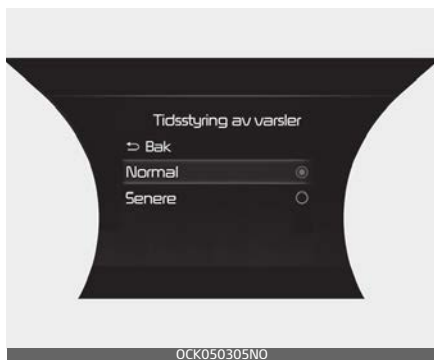 Tidsstyring av varsler
Bak
Normal
Senere
OCK050305NO